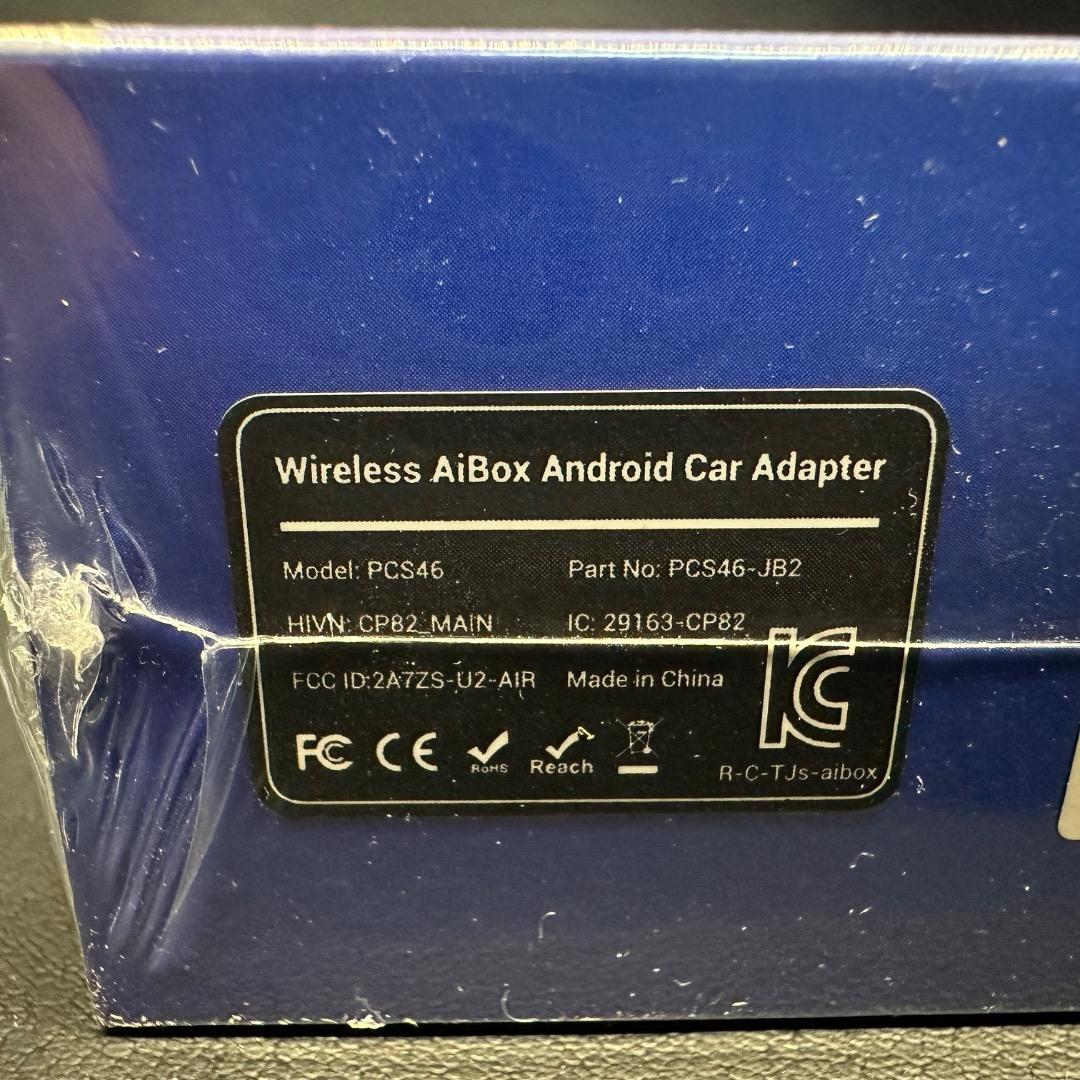 Wireless AiBox Android Car Adapter
Model: PCS46 Part No: PCS46-JB2
HIVN: CP82_MAIN IC: 29163-CP82
FCC ID:2A7ZS-U2-AIR Made in China
FC CE RoHS Reach KC
R-C-TJs-aibox